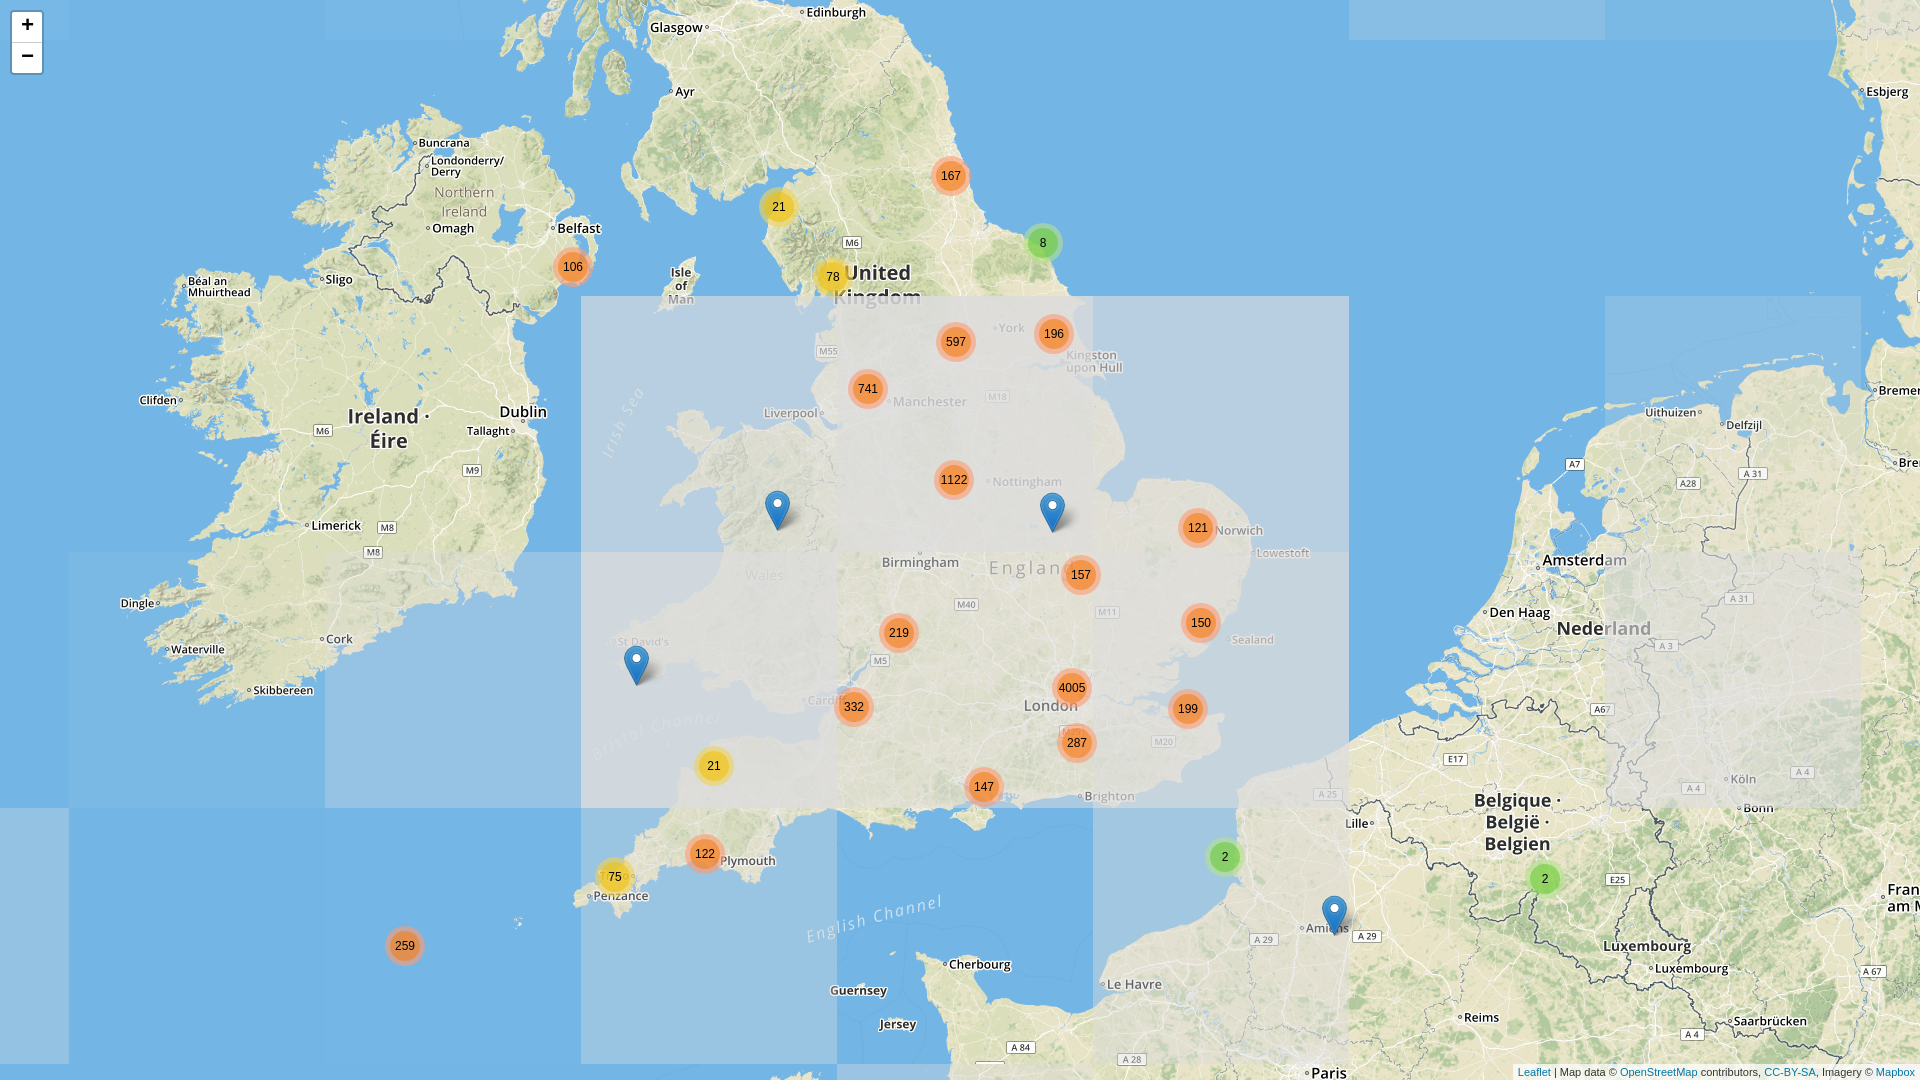 +
−
Edinburgh
Glasgow
Ayr
Esbjerg
Buncrana
Londonderry/
Derry
Northern
Ireland
Omagh
Belfast
167
21
8
106
M6
78
United
Kingdom
Isle
of
Man
Sligo
Béal an
Mhuirthead
M55
597
York
196
Kingston
upon Hull
741
Manchester
M18
Liverpool
Irish Sea
Clifden
Ireland ·
Éire
M6
Dublin
Tallaght
M9
Uithuizen
Delfzijl
A7
A 31
A28
1122
Nottingham
121
Norwich
Lowestoft
Limerick
M8
M8
Birmingham
England
157
Wales
M40
M11
Amsterdam
A 31
Den Haag
Nederland
A 3
Dingle
Cork
Waterville
Skibbereen
St David's
219
M5
150
Sealand
Cardiff
332
4005
London
199
287
M20
A67
Bristol Channel
21
147
Brighton
E17
A 25
Köln
A 4
A 4
Bonn
Belgique ·
België ·
Belgien
Lille
122
Plymouth
75
Penzance
2
2
E25
English Channel
Amiens
A 29
A 29
259
Luxembourg
Luxembourg
A 67
Cherbourg
Guernsey
Jersey
Le Havre
Reims
Saarbrücken
A 84
A 28
A 4
Paris
Leaflet | Map data © OpenStreetMap contributors, CC-BY-SA, Imagery © Mapbox